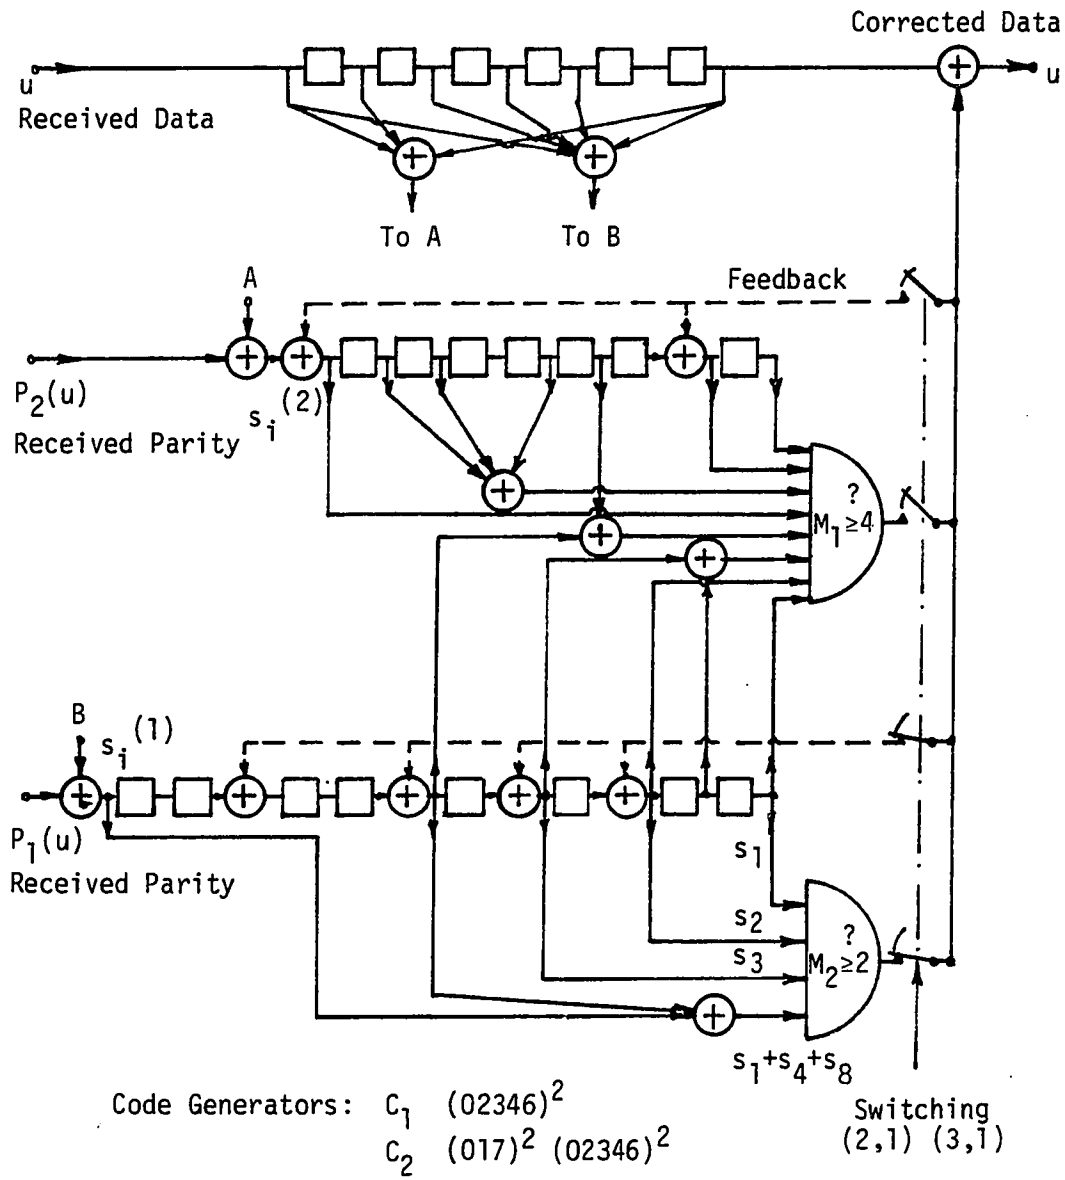 Corrected Data
u
u
Received Data
To A
To B
A
Feedback
P2(u)
si(2)
Received Parity
?
M1≥4
B
si(1)
P1(u)
Received Parity
s1
s2
s3
?
M2≥2
s1+s4+s8
Code Generators: C1 (02346)²
C2 (017)² (02346)²
Switching
(2,1) (3,1)